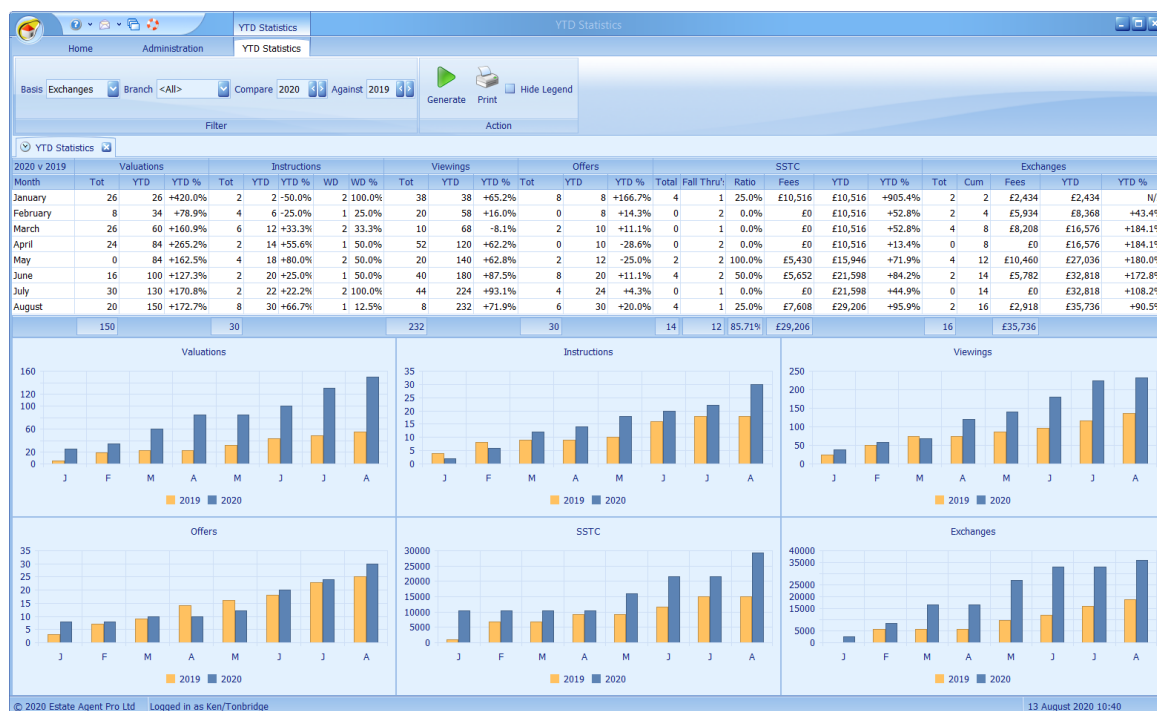 YTD Statistics YTD Statistics
Home Administration YTD Statistics
Basis Exchanges Branch <All> Compare 2020 Against 2019 Generate Print Hide Legend
Filter Action
YTD Statistics
2020 v 2019 Valuations Instructions Viewings Offers SSTC Exchanges
Month Tot YTD YTD % Tot YTD YTD % WD WD % Tot YTD YTD % Tot YTD YTD % Total Fall Thru's Ratio Fees YTD YTD % Tot Cum Fees YTD YTD %
January 26 26 +420.0% 2 2 -50.0% 2 100.0% 38 38 +65.2% 8 8 +166.7% 4 1 25.0% £10,516 £10,516 +905.4% 2 2 £2,434 £2,434 N/
February 8 34 +78.9% 4 6 -25.0% 1 25.0% 20 58 +16.0% 0 8 +14.3% 0 2 0.0% £0 £10,516 +52.8% 2 4 £5,934 £8,368 +43.4%
March 26 60 +160.9% 6 12 +33.3% 2 33.3% 10 68 -8.1% 2 10 +11.1% 0 1 0.0% £0 £10,516 +52.8% 4 8 £8,208 £16,576 +184.1%
April 24 84 +265.2% 2 14 +55.6% 1 50.0% 52 120 +62.2% 0 10 -28.6% 0 2 0.0% £0 £10,516 +13.4% 0 8 £0 £16,576 +184.1%
May 0 84 +162.5% 4 18 +80.0% 2 50.0% 20 140 +62.8% 2 12 -25.0% 2 2 100.0% £5,430 £15,946 +71.9% 4 12 £10,460 £27,036 +180.0%
June 16 100 +127.3% 2 20 +25.0% 1 50.0% 40 180 +87.5% 8 20 +11.1% 4 2 50.0% £5,652 £21,598 +84.2% 2 14 £5,782 £32,818 +172.8%
July 30 130 +170.8% 2 22 +22.2% 2 100.0% 44 224 +93.1% 4 24 +4.3% 0 1 0.0% £0 £21,598 +44.9% 0 14 £0 £32,818 +108.2%
August 20 150 +172.7% 8 30 +66.7% 1 12.5% 8 232 +71.9% 6 30 +20.0% 4 1 25.0% £7,608 £29,206 +95.9% 2 16 £2,918 £35,736 +90.5%
150 30 232 30 14 12 85.71% £29,206 16 £35,736
Valuations Instructions Viewings
160 35 250
120 30 200
100 25 150
60 20 100
20 15 50
0 10 0
5
0
J F M A M J J A J F M A M J J A J F M A M J J A
2019 2020 2019 2020 2019 2020
Offers SSTC Exchanges
35 30000 40000
30 25000 35000
25 20000 25000
20 15000 20000
15 10000 15000
10 5000 5000
5 0 0
0
J F M A M J J A J F M A M J J A J F M A M J J A
2019 2020 2019 2020 2019 2020
© 2020 Estate Agent Pro Ltd Logged in as Ken/Tonbridge 13 August 2020 10:40